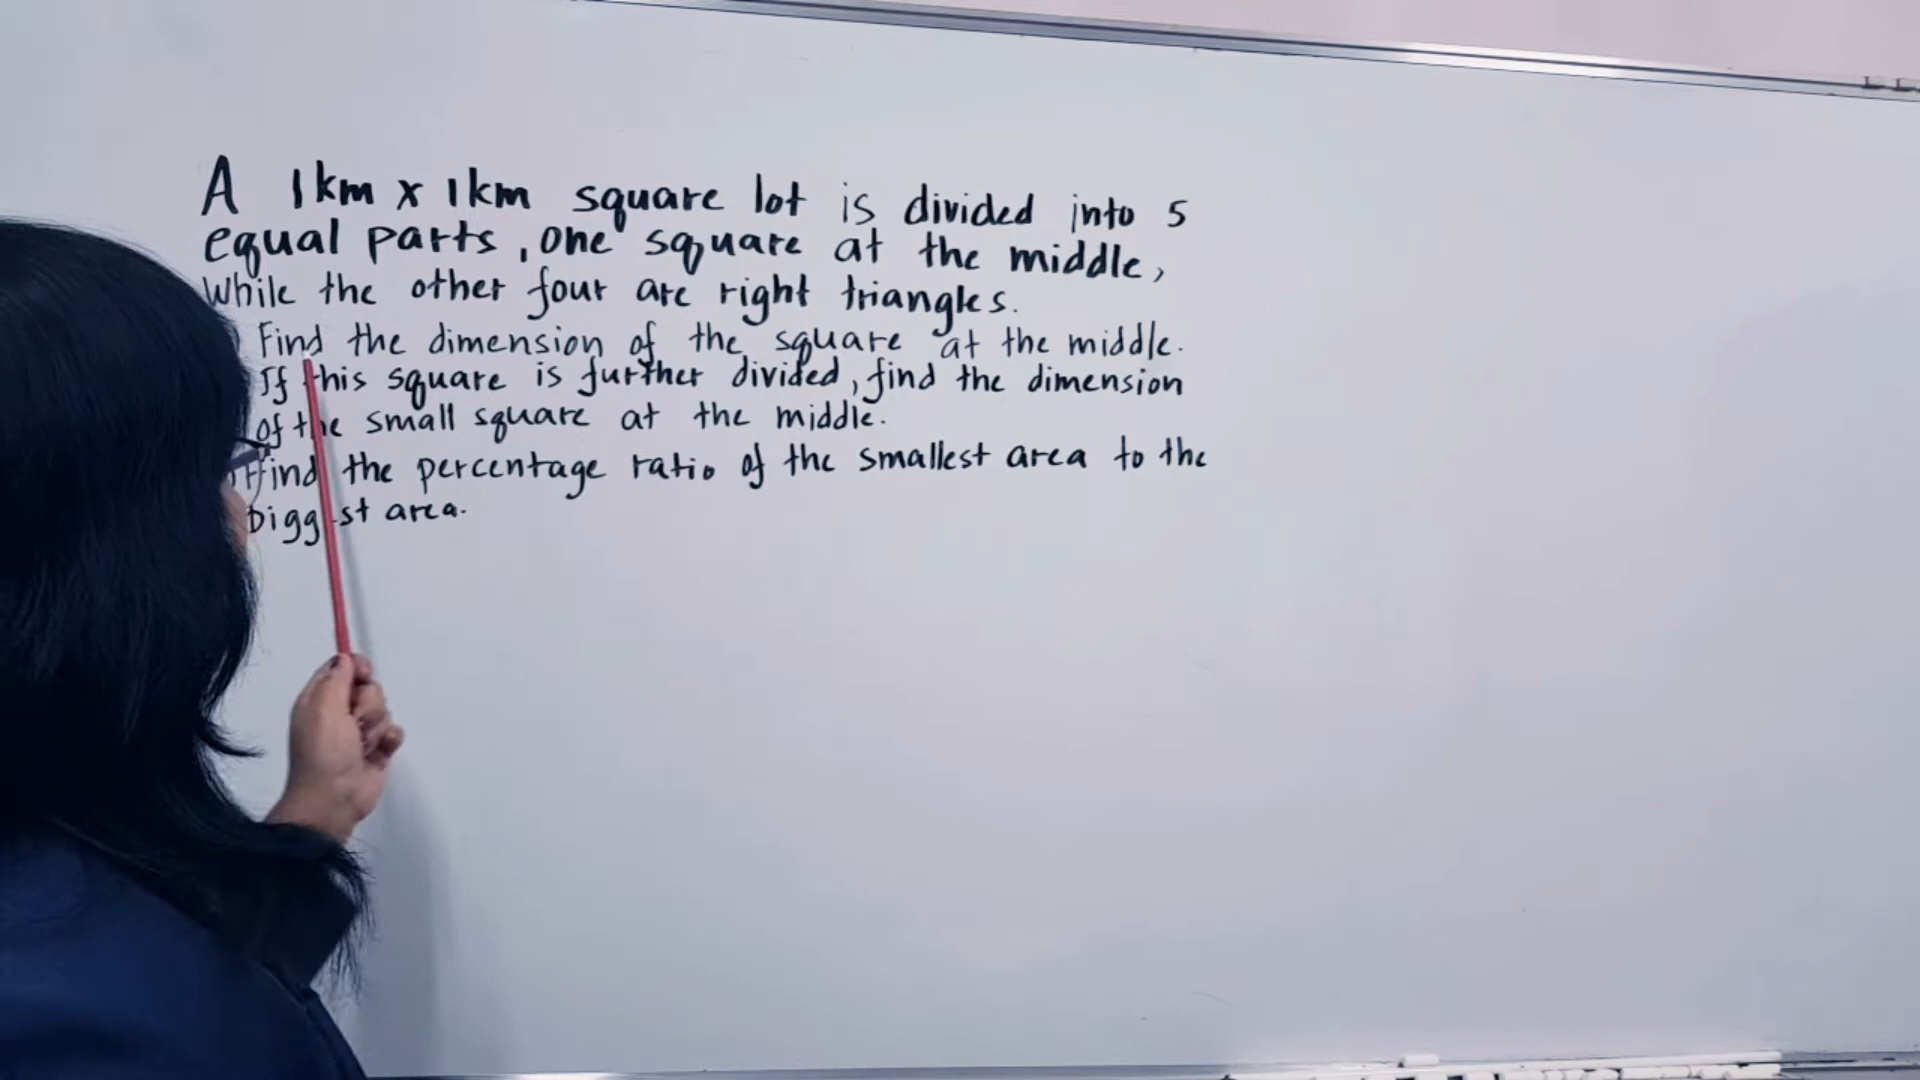 A 1km x 1km square lot is divided into 5
equal parts, one square at the middle,
While the other four are right triangles.
Find the dimension of the square at the middle.
If this square is further divided, find the dimension
of the small square at the middle.
Find the percentage ratio of the smallest area to the
biggest area.